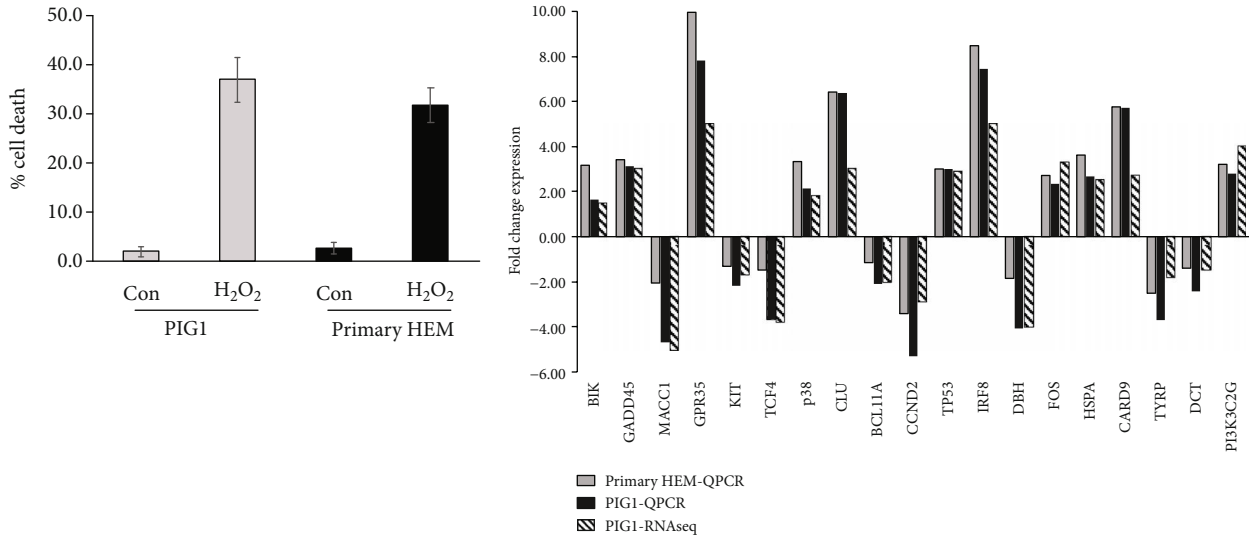 50.0
40.0
30.0
20.0
10.0
0.0
% cell death
Con
H₂O₂
Con
H₂O₂
PIG1
Primary HEM
10.00
8.00
6.00
4.00
2.00
0.00
−2.00
−4.00
−6.00
Fold change expression
BIK
GADD45
MACC1
GPR35
KIT
TCF4
p38
CLU
BCL11A
CCND2
TP53
IRF8
DBH
FOS
HSPA
CARD9
TYRP
DCT
PI3K3C2G
Primary HEM-QPCR
PIG1-QPCR
PIG1-RNAseq